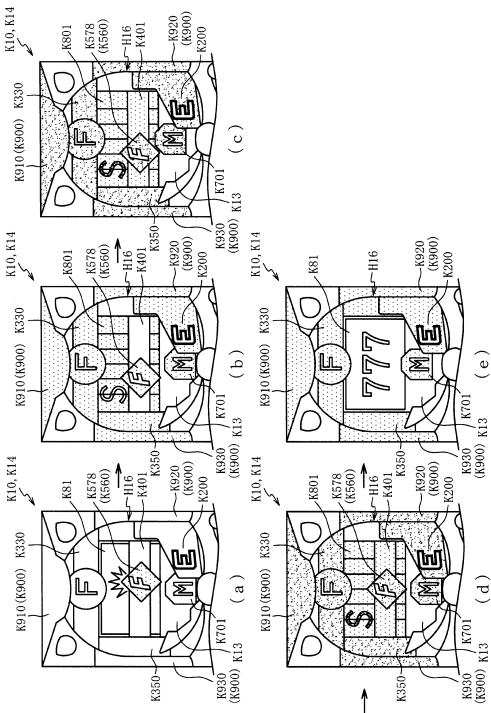 K10, K14
K910(K900)
K330
K81
K578
(K560)
H16
K401
K920
(K900)
K200
F
F
M
E
K350
K930
(K900)
K13
K701
(a)
K10, K14
K910(K900)
K330
K801
K578
(K560)
H16
K401
K920
(K900)
K200
F
S
F
M
E
K350
K930
(K900)
K13
K701
(b)
K10, K14
K910(K900)
K330
K801
K578
(K560)
H16
K401
K920
(K900)
K200
F
S
F
M
E
K350
K930
(K900)
K13
K701
(c)
K10, K14
K910(K900)
K330
K801
K578
(K560)
H16
K401
K920
(K900)
K200
F
S
F
M
E
K350
K930
(K900)
K13
K701
(d)
K10, K14
K910(K900)
K330
K81
H16
K920
(K900)
K200
F
777
M
E
K350
K930
(K900)
K13
K701
(e)